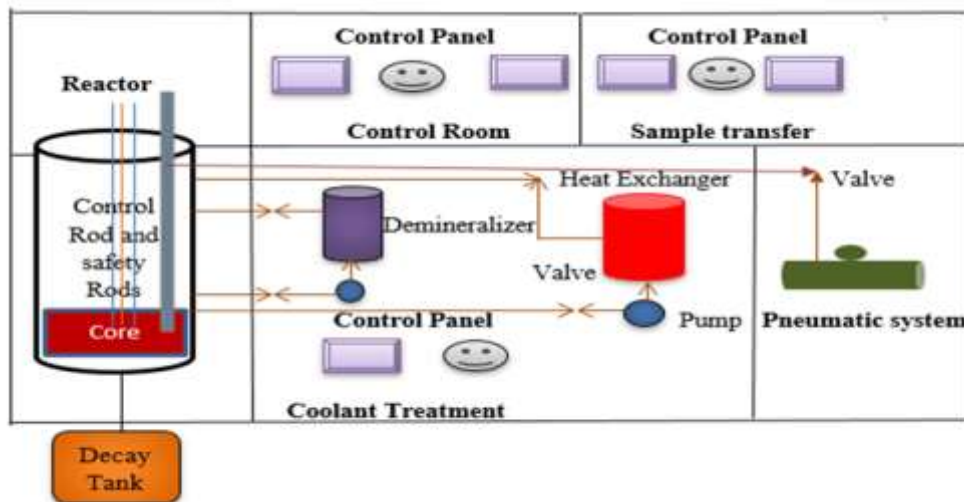 Control Panel
Control Panel
Reactor
Control Room
Sample transfer
Heat Exchanger
Valve
Control
Rod and
safety
Rods
Demineralizer
Valve
Core
Control Panel
Pump
Pneumatic system
Coolant Treatment
Decay
Tank